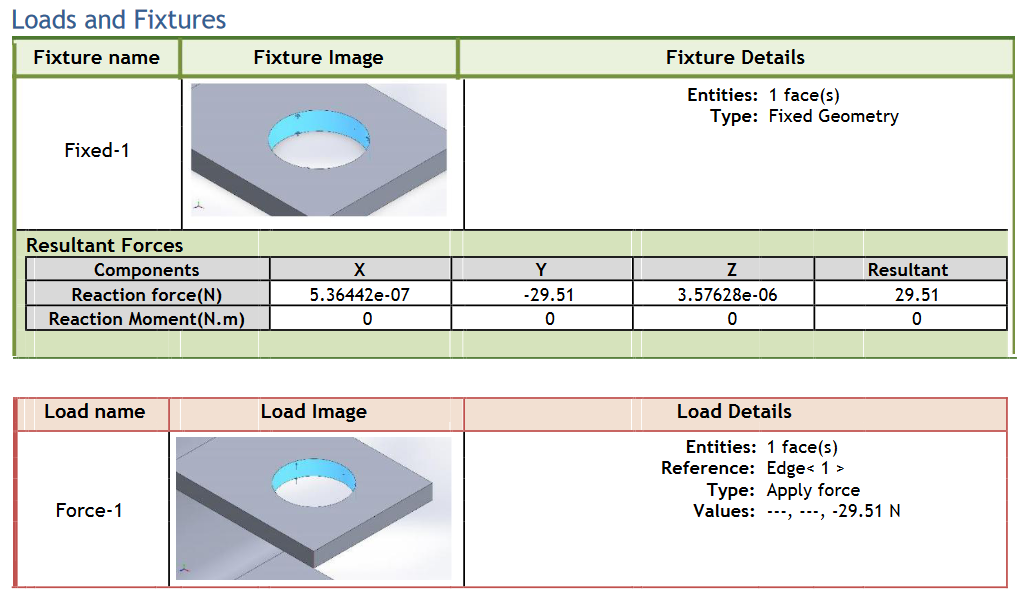 Loads and Fixtures
Fixture name Fixture Image Fixture Details
Fixed-1
Entities: 1 face(s)
Type: Fixed Geometry
Resultant Forces
Components X Y Z Resultant
Reaction force(N) 5.36442e-07 -29.51 3.57628e-06 29.51
Reaction Moment(N.m) 0 0 0 0
Load name Load Image Load Details
Force-1
Entities: 1 face(s)
Reference: Edge< 1 >
Type: Apply force
Values: ---, ---, -29.51 N